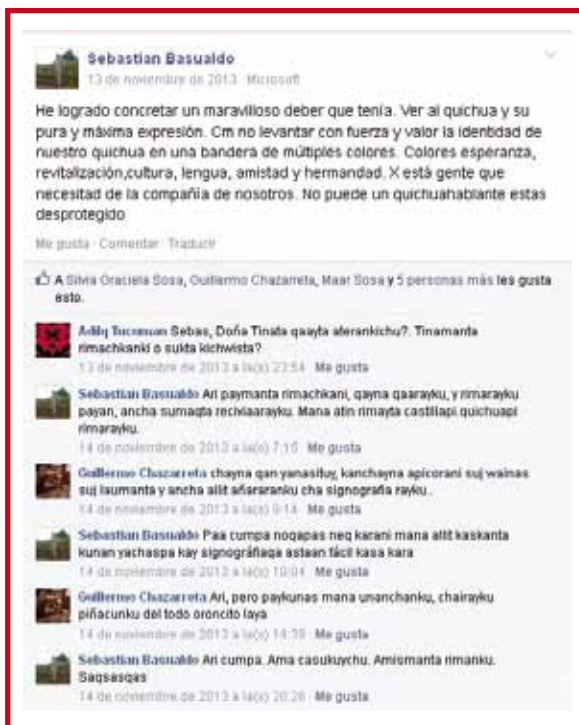 Sebastian Basualdo
13 de noviembre de 2013 · Microsoft
He logrado concretar un maravilloso deber que tenía. Ver al quichua y su
pura y máxima expresión. Cm no levantar con fuerza y valor la identidad de
nuestro quichua en una bandera de múltiples colores. Colores esperanza,
revitalización,cultura, lengua, amistad y hermandad. X está gente que
necesitad de la compañia de nosotros. No puede un quichuahablante estas
desprotegido
Me gusta · Comentar · Traducir
A Silvia Graciela Sosa, Guillermo Chazarreta, Maar Sosa y 5 personas más les gusta
esto.
Adilq Tucuman Sebas, Doña Tinata qaayta aterankichu?. Tinamanta
rimachkanki o sukta kichwista?
13 de noviembre de 2013 a la(s) 23:54 · Me gusta
Sebastian Basualdo Ari paymanta rimachkani, qayna qaarayku, y rimarayku
payan, ancha sumaqta reciviaarayku. Mana atin rimayta castillapi quichuapi
rimarayku.
14 de noviembre de 2013 a la(s) 7:15 · Me gusta
Guillermo Chazarreta chayna qan yanasituy, kanchayna apicorani suj wainas
suj laumanta y ancha allit añararanku cha signografia rayku..
14 de noviembre de 2013 a la(s) 9:14 · Me gusta
Sebastian Basualdo Paa cumpa noqapas neq karani mana allit kaskanta
kunan yachaspa kay signográfiaqa astaan fácil kasa kara
14 de noviembre de 2013 a la(s) 10:04 · Me gusta
Guillermo Chazarreta Ari, pero paykunas mana unanchanku, chairayku
piñacunku del todo oroncito laya
14 de noviembre de 2013 a la(s) 14:39 · Me gusta
Sebastian Basualdo Ari cumpa. Ama casukuychu. Amismanta rimanku.
Saqsasqas
14 de noviembre de 2013 a la(s) 20:26 · Me gusta